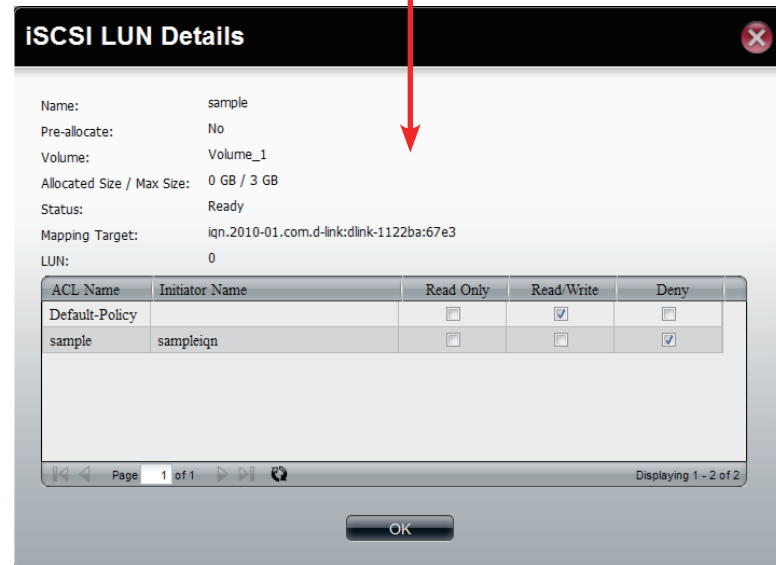 iSCSI LUN Details
Name: sample
Pre-allocate: No
Volume: Volume_1
Allocated Size / Max Size: 0 GB / 3 GB
Status: Ready
Mapping Target: iqn.2010-01.com.d-link:dlink-1122ba:67e3
LUN: 0
ACL Name Initiator Name Read Only Read/Write Deny
Default-Policy
sample sampleiqn
Page 1 of 1 Displaying 1 - 2 of 2
OK